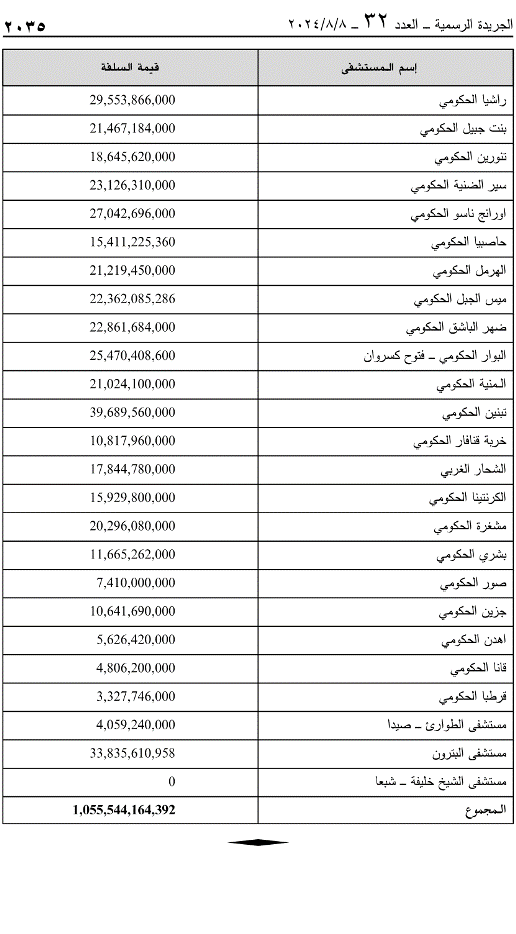 الجريدة الرسمية ــ العدد ٣٢ ــ ٢٠٢٤/٨/٨ ٢٠٣٥
إسم الـمستشفى قيمة السلفة
راشيا الحكومي 29,553,866,000
بنت جبيل الحكومي 21,467,184,000
تنورين الحكومي 18,645,620,000
سير الضنية الحكومي 23,126,310,000
اورانج ناسو الحكومي 27,042,696,000
حاصبيا الحكومي 15,411,225,360
الهرمل الحكومي 21,219,450,000
ميس الجبل الحكومي 22,362,085,286
ضهر الباشق الحكومي 22,861,684,000
البوار الحكومي ــ فتوح كسروان 25,470,408,600
الـمنية الحكومي 21,024,100,000
تبنين الحكومي 39,689,560,000
خربة قنافار الحكومي 10,817,960,000
الشحار الغربي 17,844,780,000
الكرنتينا الحكومي 15,929,800,000
مشغرة الحكومي 20,296,080,000
بشري الحكومي 11,665,262,000
صور الحكومي 7,410,000,000
جزين الحكومي 10,641,690,000
اهدن الحكومي 5,626,420,000
قانا الحكومي 4,806,200,000
قرطبا الحكومي 3,327,746,000
مستشفى الطوارئ ــ صيدا 4,059,240,000
مستشفى البترون 33,835,610,958
مستشفى الشيخ خليفة ــ شبعا 0
الـمجموع 1,055,544,164,392